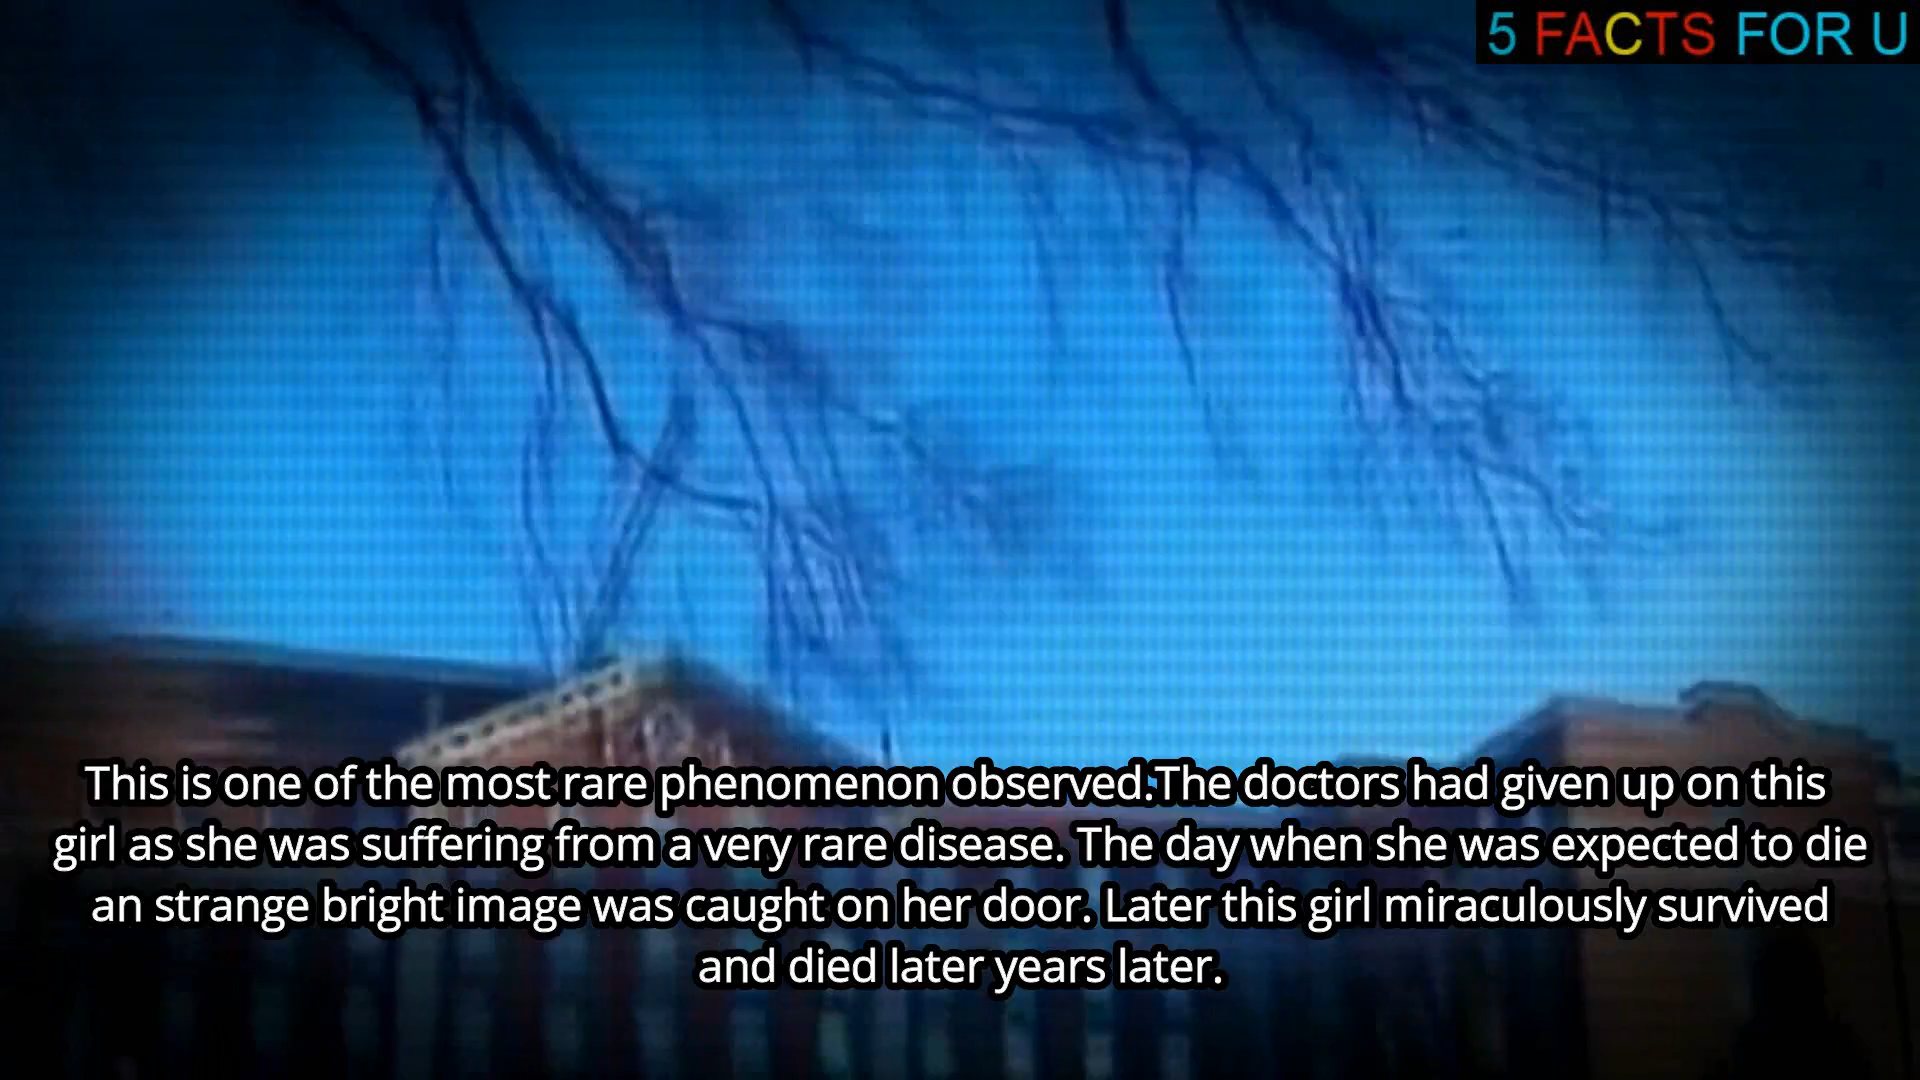 5 FACTS FOR U
This is one of the most rare phenomenon observed.The doctors had given up on this
girl as she was suffering from a very rare disease. The day when she was expected to die
an strange bright image was caught on her door. Later this girl miraculously survived
and died later years later.